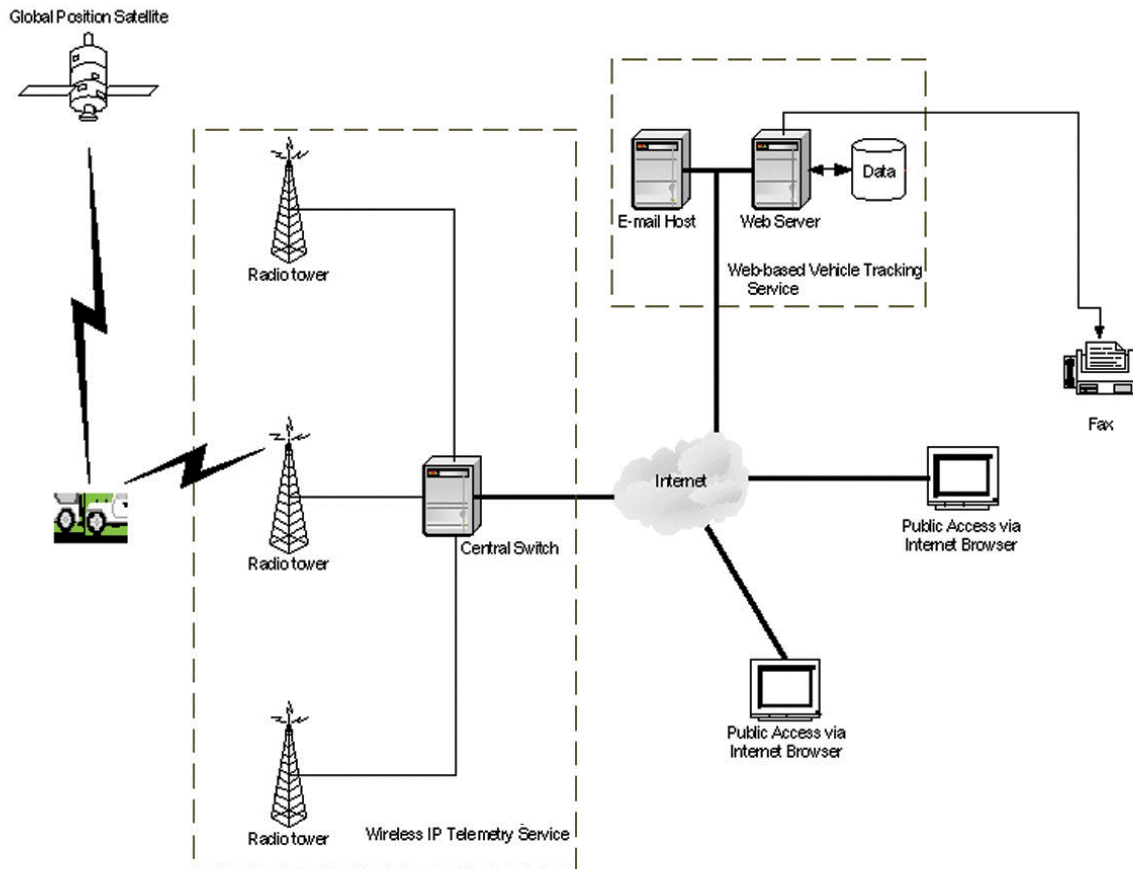 Global Position Satellite
Radio tower
E-mail Host
Web Server
Data
Web-based Vehicle Tracking
Service
Fax
Radio tower
Central Switch
Internet
Public Access via
Internet Browser
Public Access via
Internet Browser
Radio tower
Wireless IP Telemetry Service